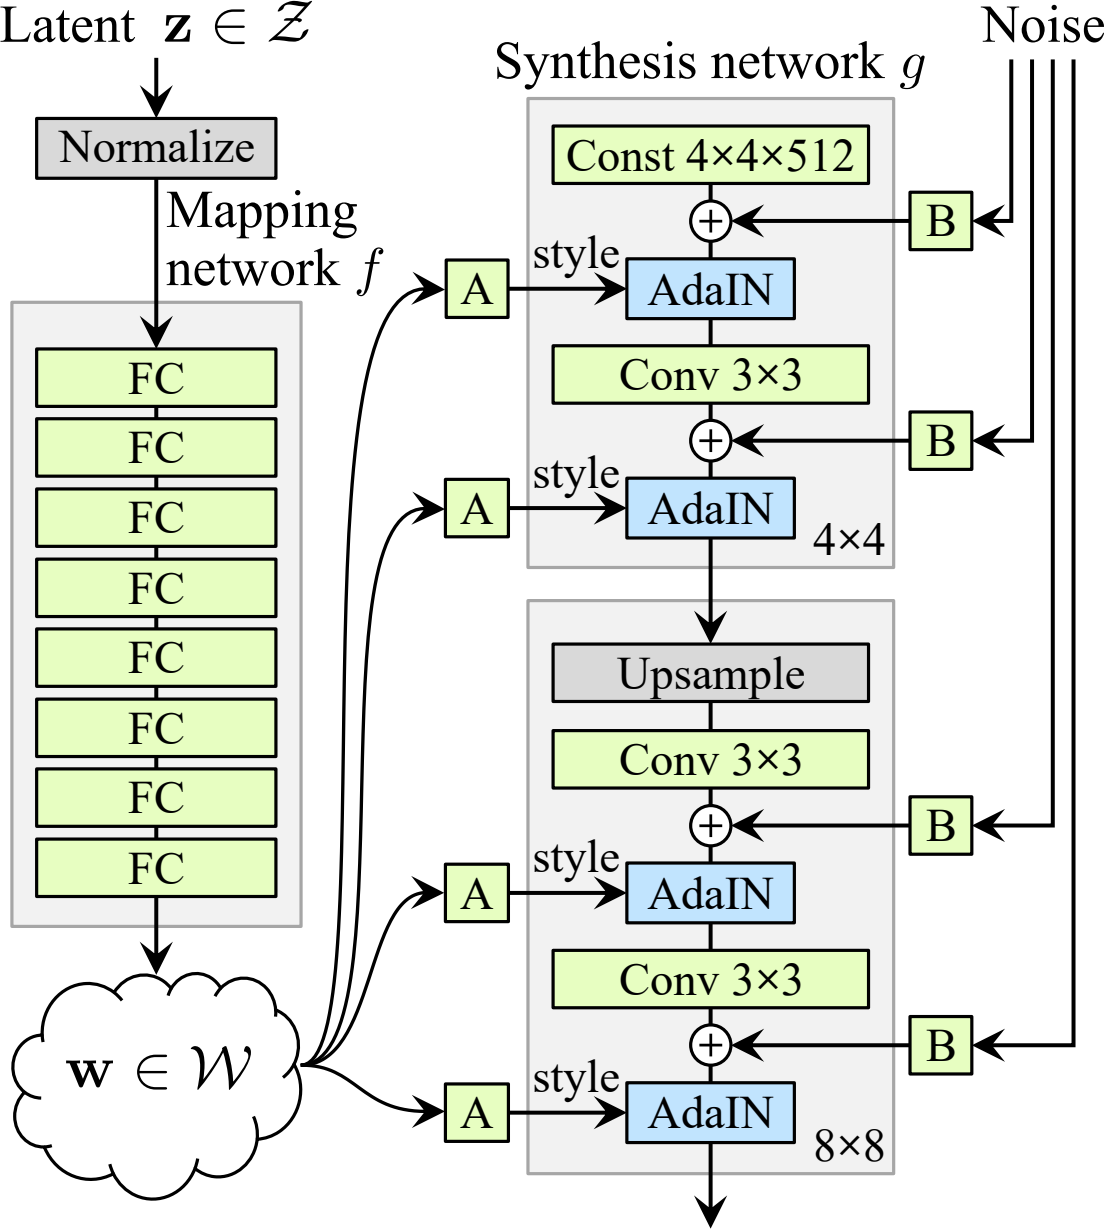 Latent z ∈ 𝒵
Normalize
Mapping
network f
FC
FC
FC
FC
FC
FC
FC
FC
w ∈ 𝒲
A
A
A
A
Synthesis network g
Const 4×4×512
style
AdaIN
Conv 3×3
style
AdaIN
4×4
Upsample
Conv 3×3
style
AdaIN
Conv 3×3
style
AdaIN
8×8
Noise
B
B
B
B